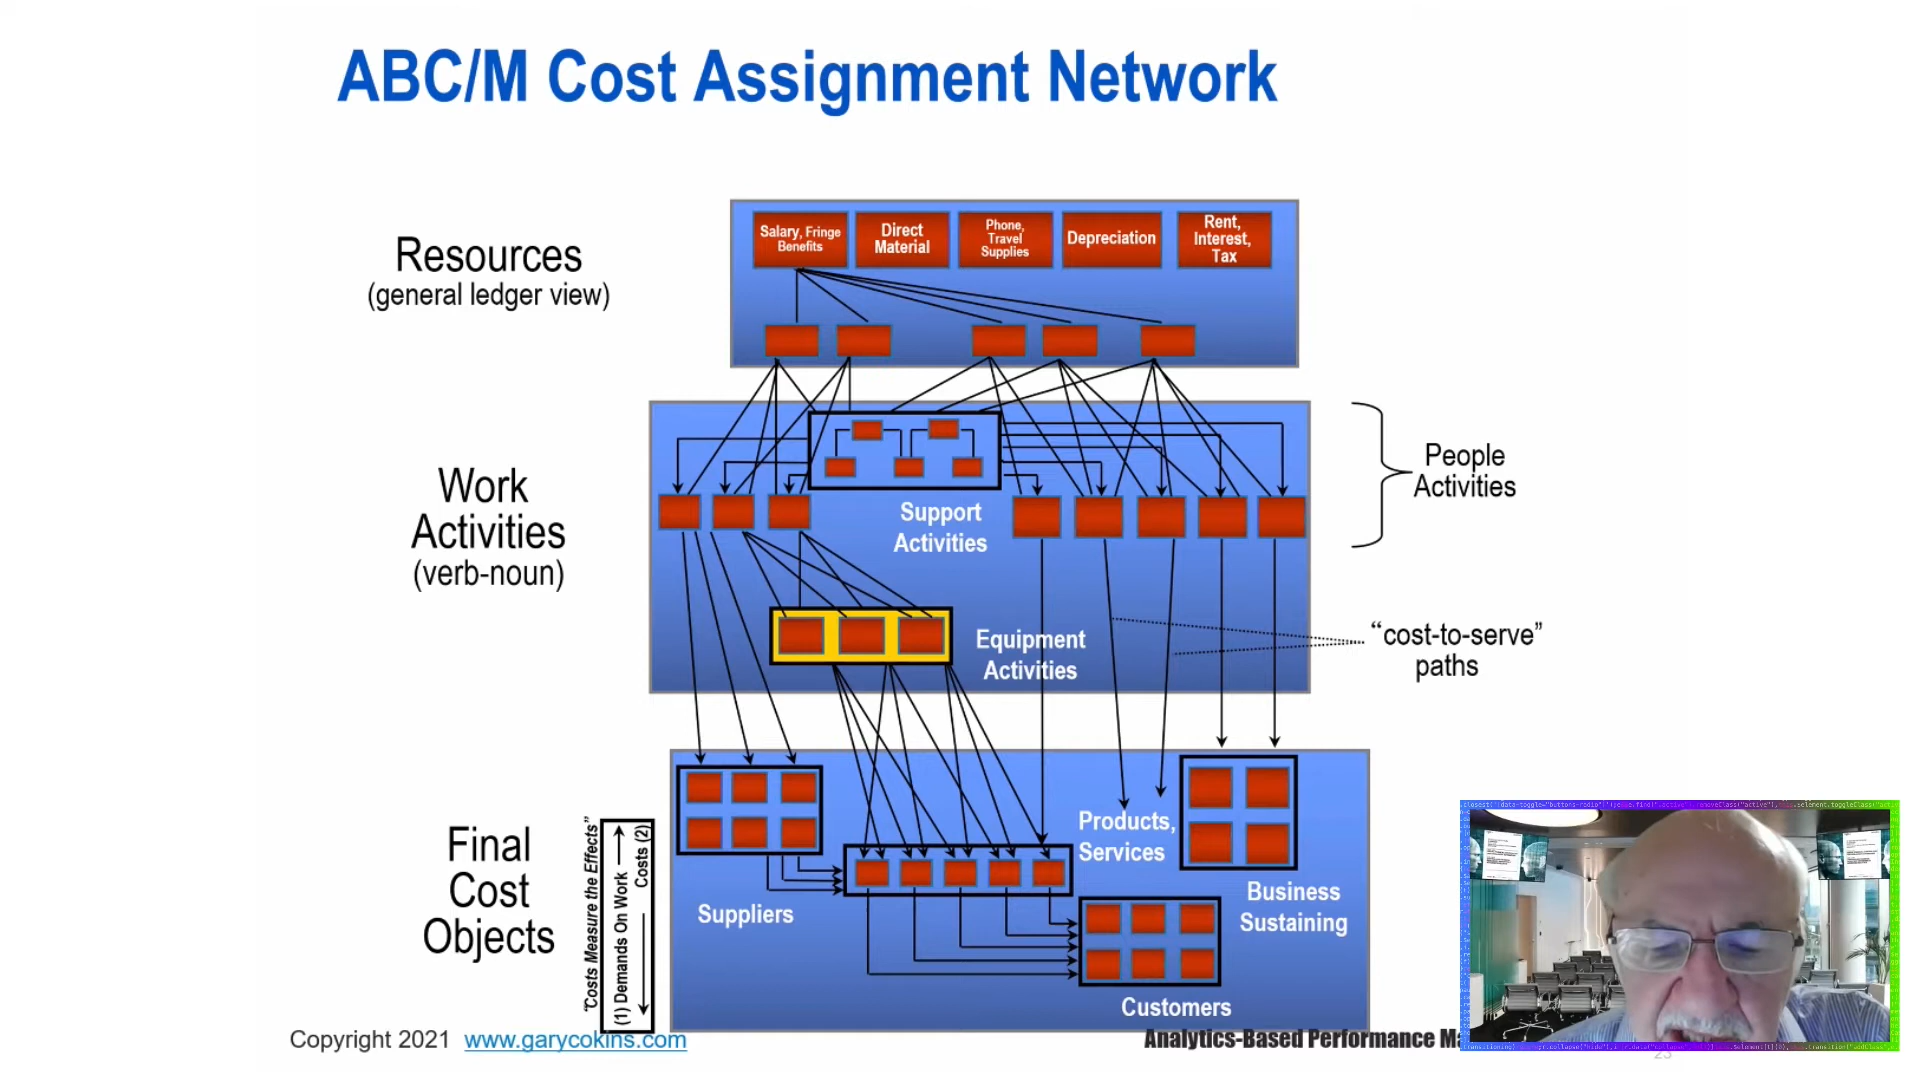 ABC/M Cost Assignment Network
Resources
(general ledger view)
Salary, Fringe
Benefits
Direct
Material
Phone,
Travel
Supplies
Depreciation
Rent,
Interest,
Tax
Work
Activities
(verb-noun)
Support
Activities
People
Activities
Equipment
Activities
“cost-to-serve”
paths
Final
Cost
Objects
“Costs Measure the Effects”
(1) Demands On Work
Costs (2)
Suppliers
Products,
Services
Business
Sustaining
Customers
Copyright 2021 www.garycokins.com
Analytics-Based Performance
23